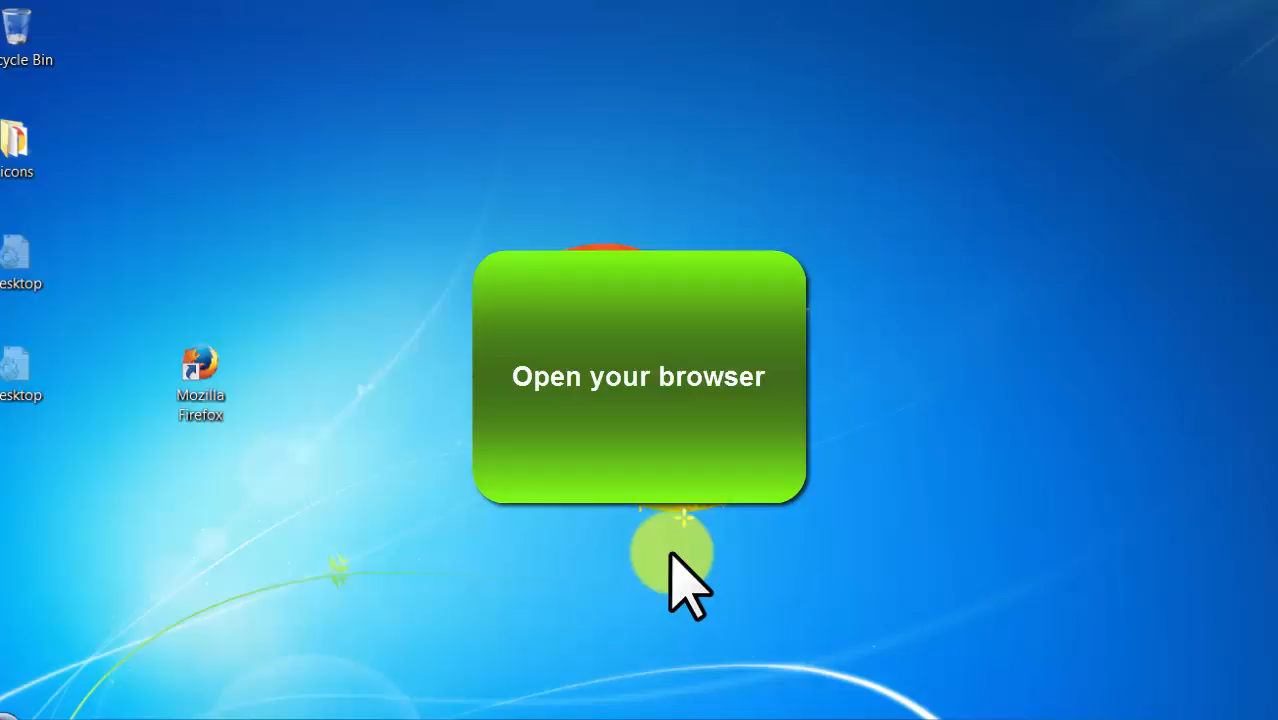 cycle Bin
icons
esktop
esktop
Mozilla
Firefox
Open your browser